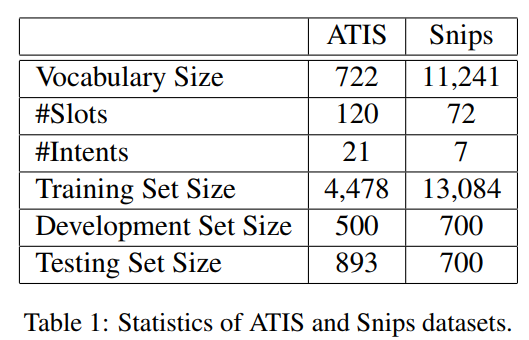 ATIS Snips
Vocabulary Size 722 11,241
#Slots 120 72
#Intents 21 7
Training Set Size 4,478 13,084
Development Set Size 500 700
Testing Set Size 893 700
Table 1: Statistics of ATIS and Snips datasets.